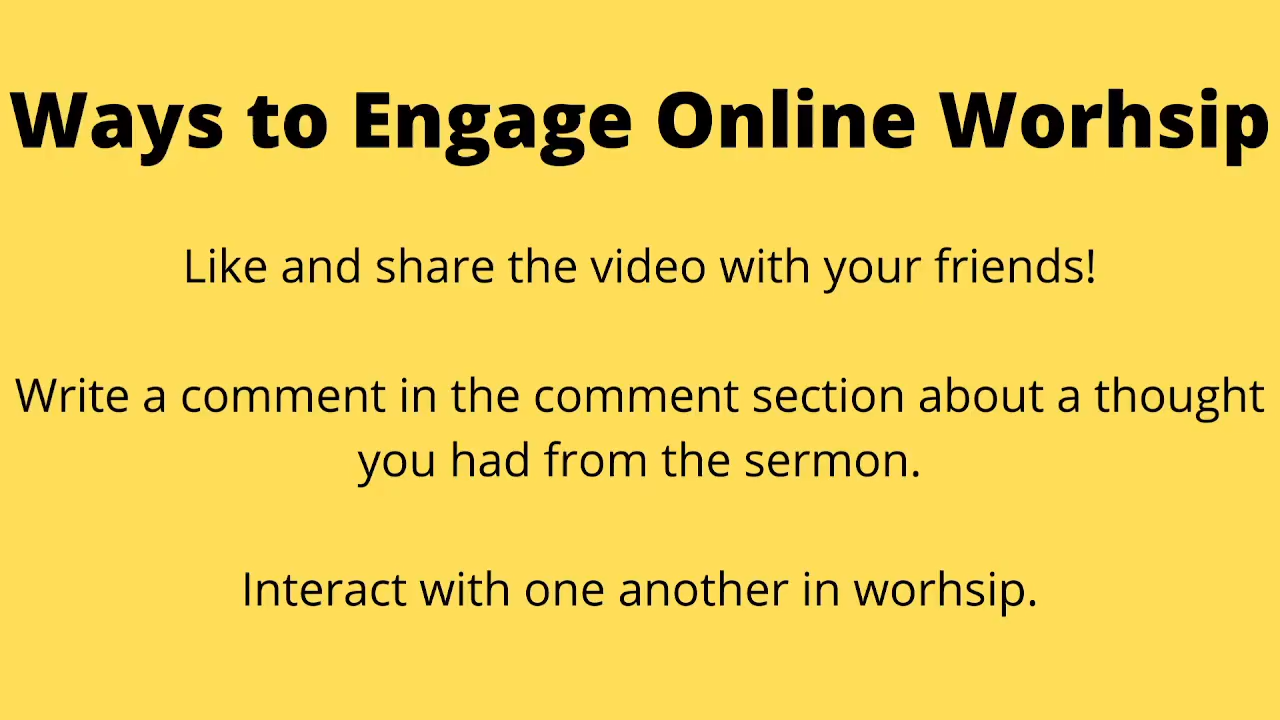 Ways to Engage Online Worhsip
Like and share the video with your friends!
Write a comment in the comment section about a thought
you had from the sermon.
Interact with one another in worhsip.